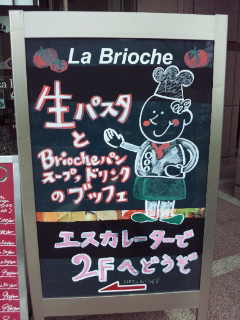 La Brioche
生パスタ
と
Briocheパン
スープ,ドリンク
のブッフェ
エスカレーターで
2Fへどうぞ